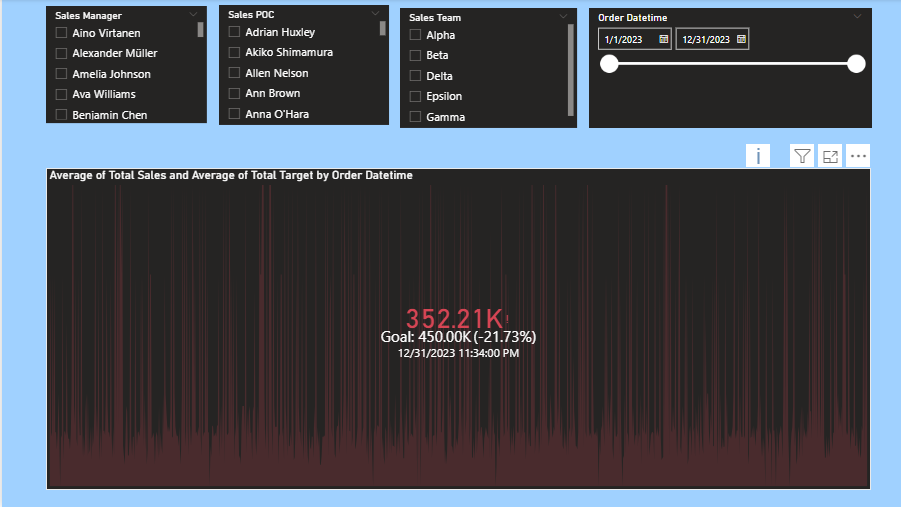 Sales Manager
Aino Virtanen
Alexander Müller
Amelia Johnson
Ava Williams
Benjamin Chen
Sales POC
Adrian Huxley
Akiko Shimamura
Allen Nelson
Ann Brown
Anna O'Hara
Sales Team
Alpha
Beta
Delta
Epsilon
Gamma
Order Datetime
1/1/2023
12/31/2023
Average of Total Sales and Average of Total Target by Order Datetime
352.21K!
Goal: 450.00K (-21.73%)
12/31/2023 11:34:00 PM